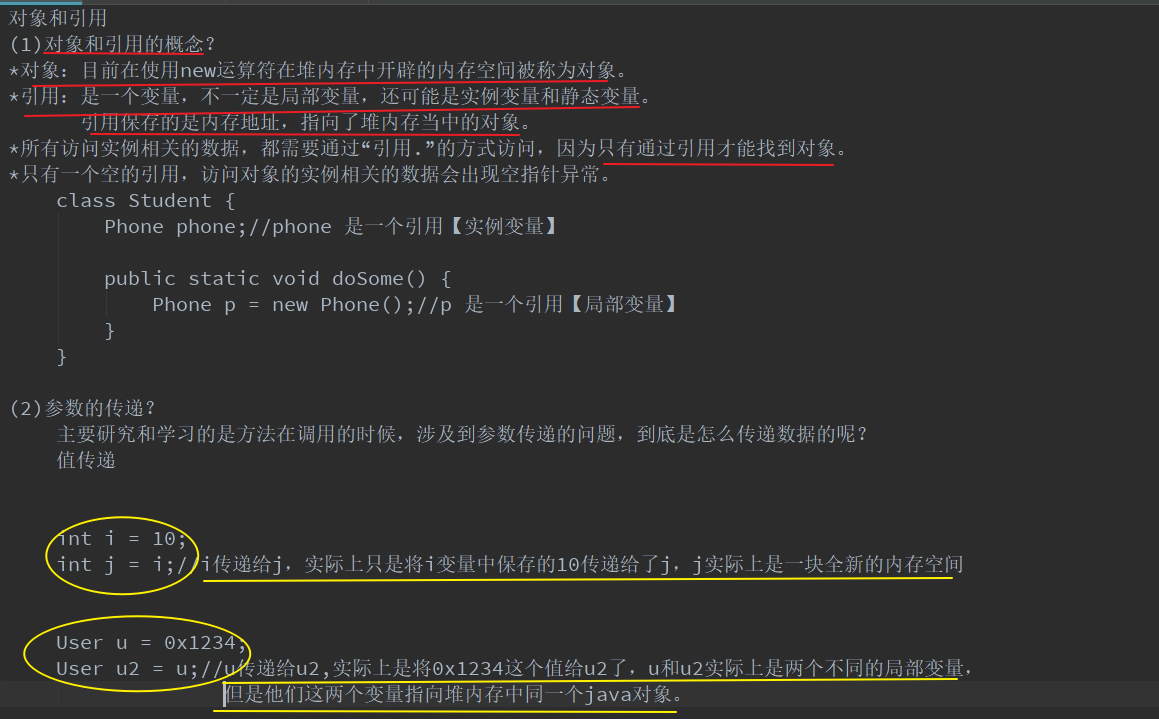 对象和引用
(1)对象和引用的概念？
*对象：目前在使用new运算符在堆内存中开辟的内存空间被称为对象。
*引用：是一个变量，不一定是局部变量，还可能是实例变量和静态变量。
引用保存的是内存地址，指向了堆内存当中的对象。
*所有访问实例相关的数据，都需要通过“引用.”的方式访问，因为只有通过引用才能找到对象。
*只有一个空的引用，访问对象的实例相关的数据会出现空指针异常。
class Student {
Phone phone;//phone 是一个引用【实例变量】
public static void doSome() {
Phone p = new Phone();//p 是一个引用【局部变量】
}
}
(2)参数的传递？
主要研究和学习的是方法在调用的时候，涉及到参数传递的问题，到底是怎么传递数据的呢？
值传递
int i = 10;
int j = i;//i传递给j，实际上只是将i变量中保存的10传递给了j，j实际上是一块全新的内存空间
User u = 0x1234;
User u2 = u;//u传递给u2,实际上是将0x1234这个值给u2了，u和u2实际上是两个不同的局部变量，
但是他们这两个变量指向堆内存中同一个java对象。